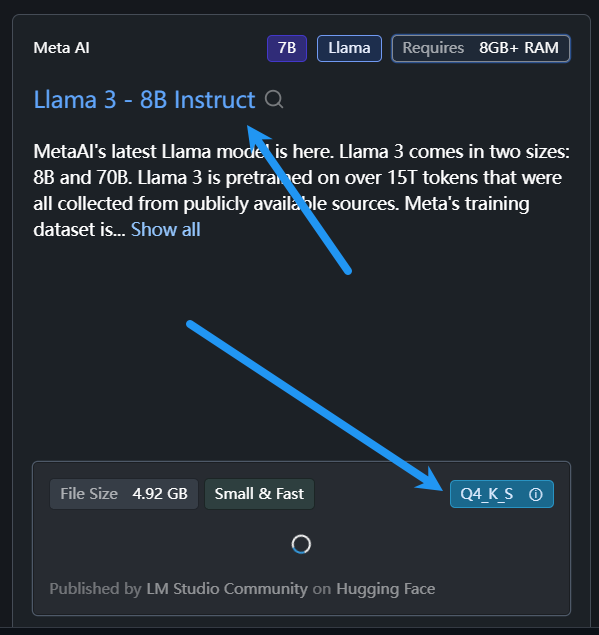 Meta AI 7B Llama Requires 8GB+ RAM
Llama 3 - 8B Instruct
MetaAI's latest Llama model is here. Llama 3 comes in two sizes:
8B and 70B. Llama 3 is pretrained on over 15T tokens that were
all collected from publicly available sources. Meta's training
dataset is... Show all
File Size 4.92 GB Small & Fast Q4_K_S
Published by LM Studio Community on Hugging Face